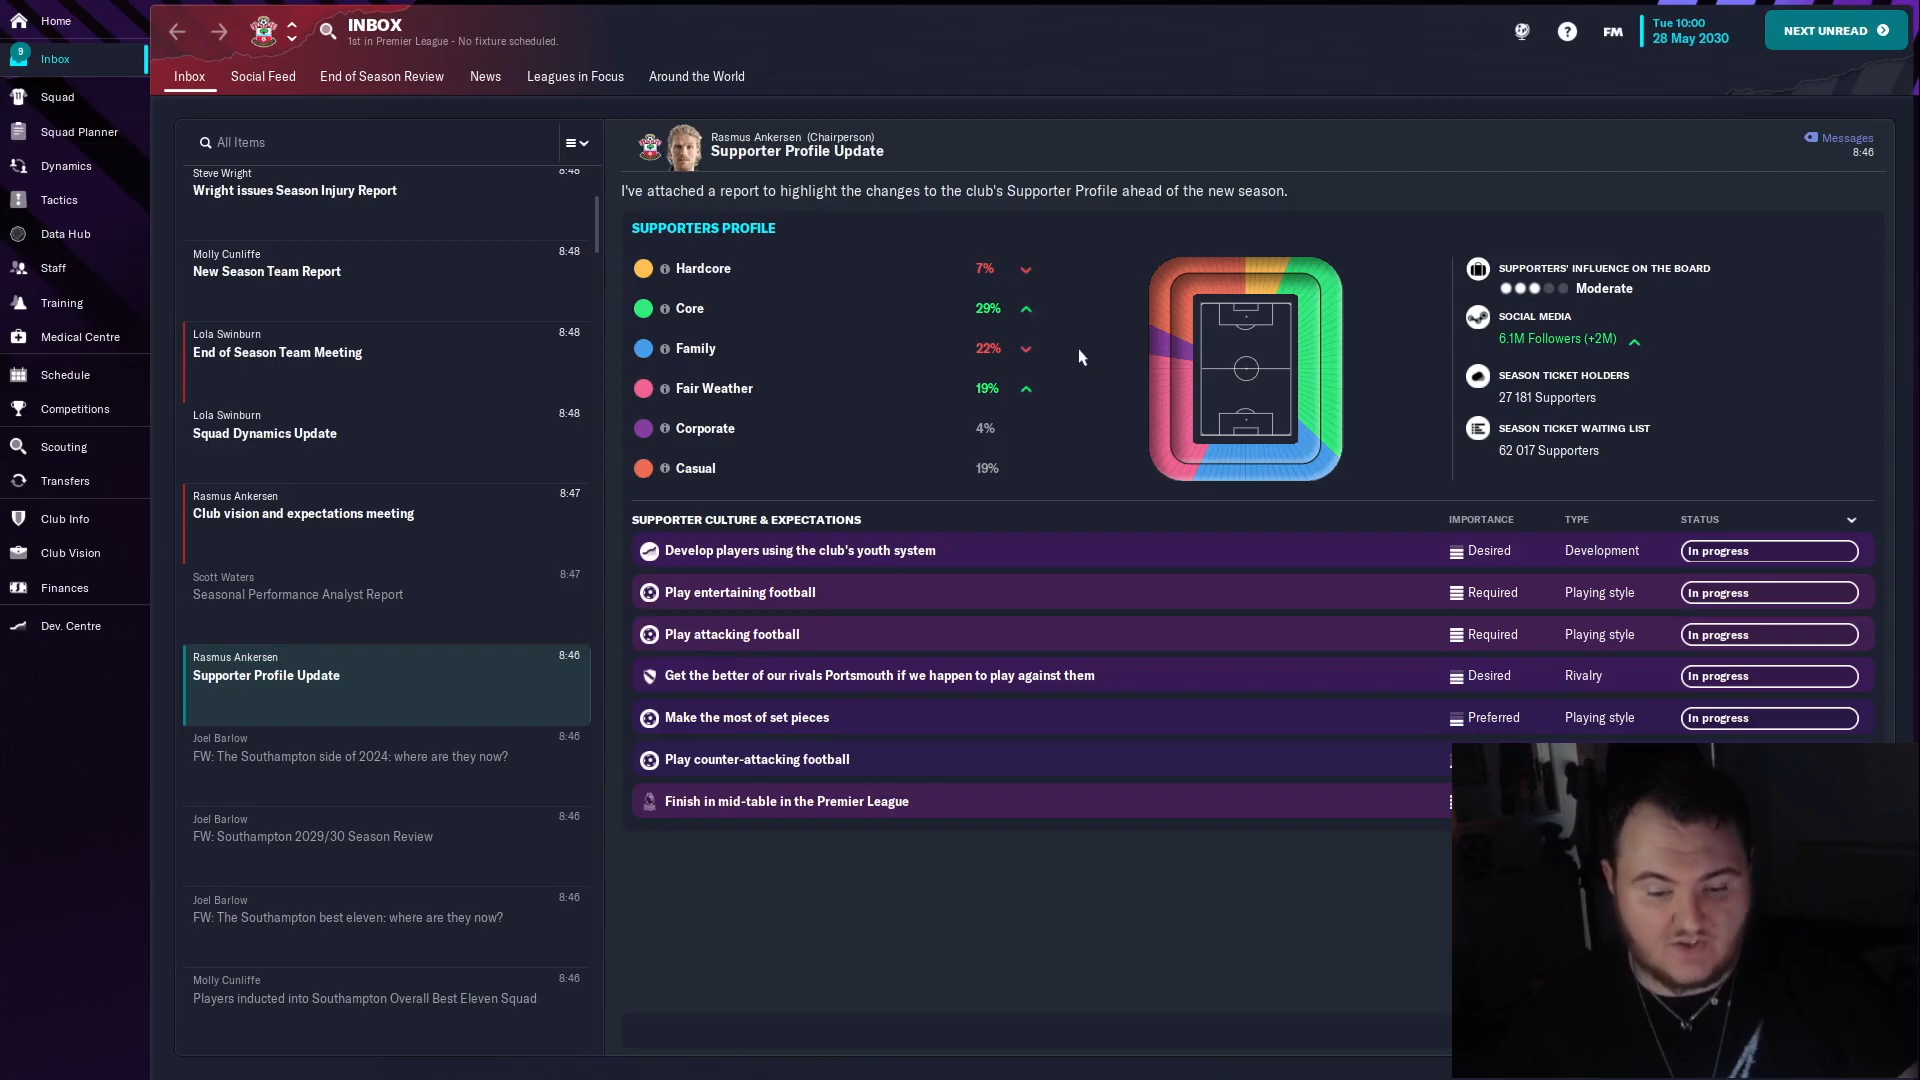 Home
9
Inbox
Squad
Squad Planner
Dynamics
Tactics
Data Hub
Staff
Training
Medical Centre
Schedule
Competitions
Scouting
Transfers
Club Info
Club Vision
Finances
Dev. Centre
INBOX
1st in Premier League - No fixture scheduled.
FM
Tue 10:00
28 May 2030
NEXT UNREAD
Inbox Social Feed End of Season Review News Leagues in Focus Around the World
All Items
Steve Wright 8:48
Wright issues Season Injury Report
Molly Cunliffe 8:48
New Season Team Report
Lola Swinburn 8:48
End of Season Team Meeting
Lola Swinburn 8:48
Squad Dynamics Update
Rasmus Ankersen 8:47
Club vision and expectations meeting
Scott Waters 8:47
Seasonal Performance Analyst Report
Rasmus Ankersen 8:46
Supporter Profile Update
Joel Barlow 8:46
FW: The Southampton side of 2024: where are they now?
Joel Barlow 8:46
FW: Southampton 2029/30 Season Review
Joel Barlow 8:46
FW: The Southampton best eleven: where are they now?
Molly Cunliffe 8:46
Players inducted into Southampton Overall Best Eleven Squad
Rasmus Ankersen (Chairperson)
Supporter Profile Update
Messages
8:46
I've attached a report to highlight the changes to the club's Supporter Profile ahead of the new season.
SUPPORTERS PROFILE
Hardcore 7%
Core 29%
Family 22%
Fair Weather 19%
Corporate 4%
Casual 19%
SUPPORTERS' INFLUENCE ON THE BOARD
Moderate
SOCIAL MEDIA
6.1M Followers (+2M)
SEASON TICKET HOLDERS
27 181 Supporters
SEASON TICKET WAITING LIST
62 017 Supporters
SUPPORTER CULTURE & EXPECTATIONS IMPORTANCE TYPE STATUS
Develop players using the club's youth system Desired Development In progress
Play entertaining football Required Playing style In progress
Play attacking football Required Playing style In progress
Get the better of our rivals Portsmouth if we happen to play against them Desired Rivalry In progress
Make the most of set pieces Preferred Playing style In progress
Play counter-attacking football
Finish in mid-table in the Premier League